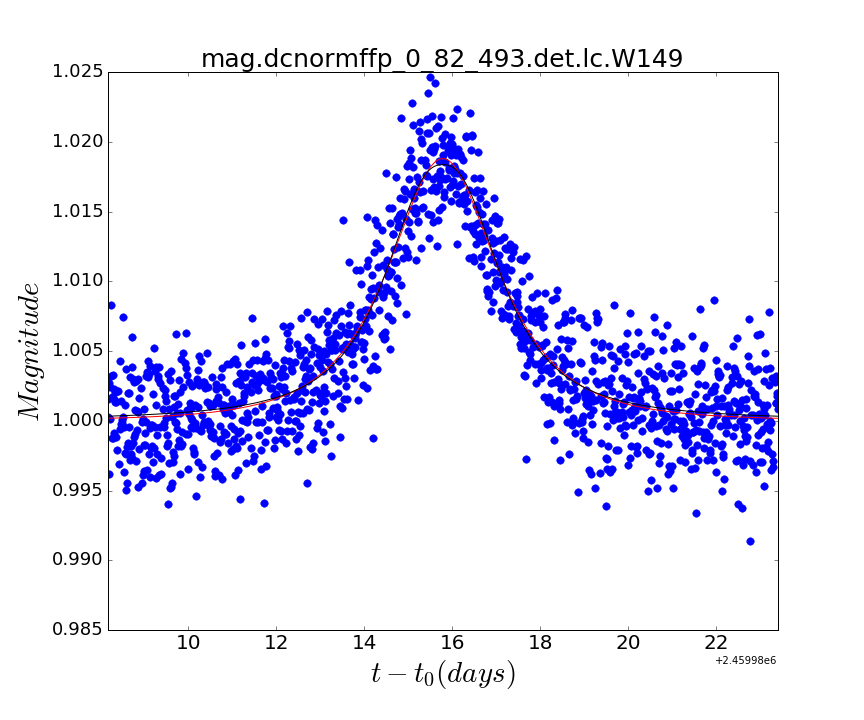 mag.dcnormffp_0_82_493.det.lc.W149
1.025
1.020
1.015
1.010
1.005
1.000
0.995
0.990
0.985
Magnitude
10 12 14 16 18 20 22
+2.45998e6
t − t₀(days)